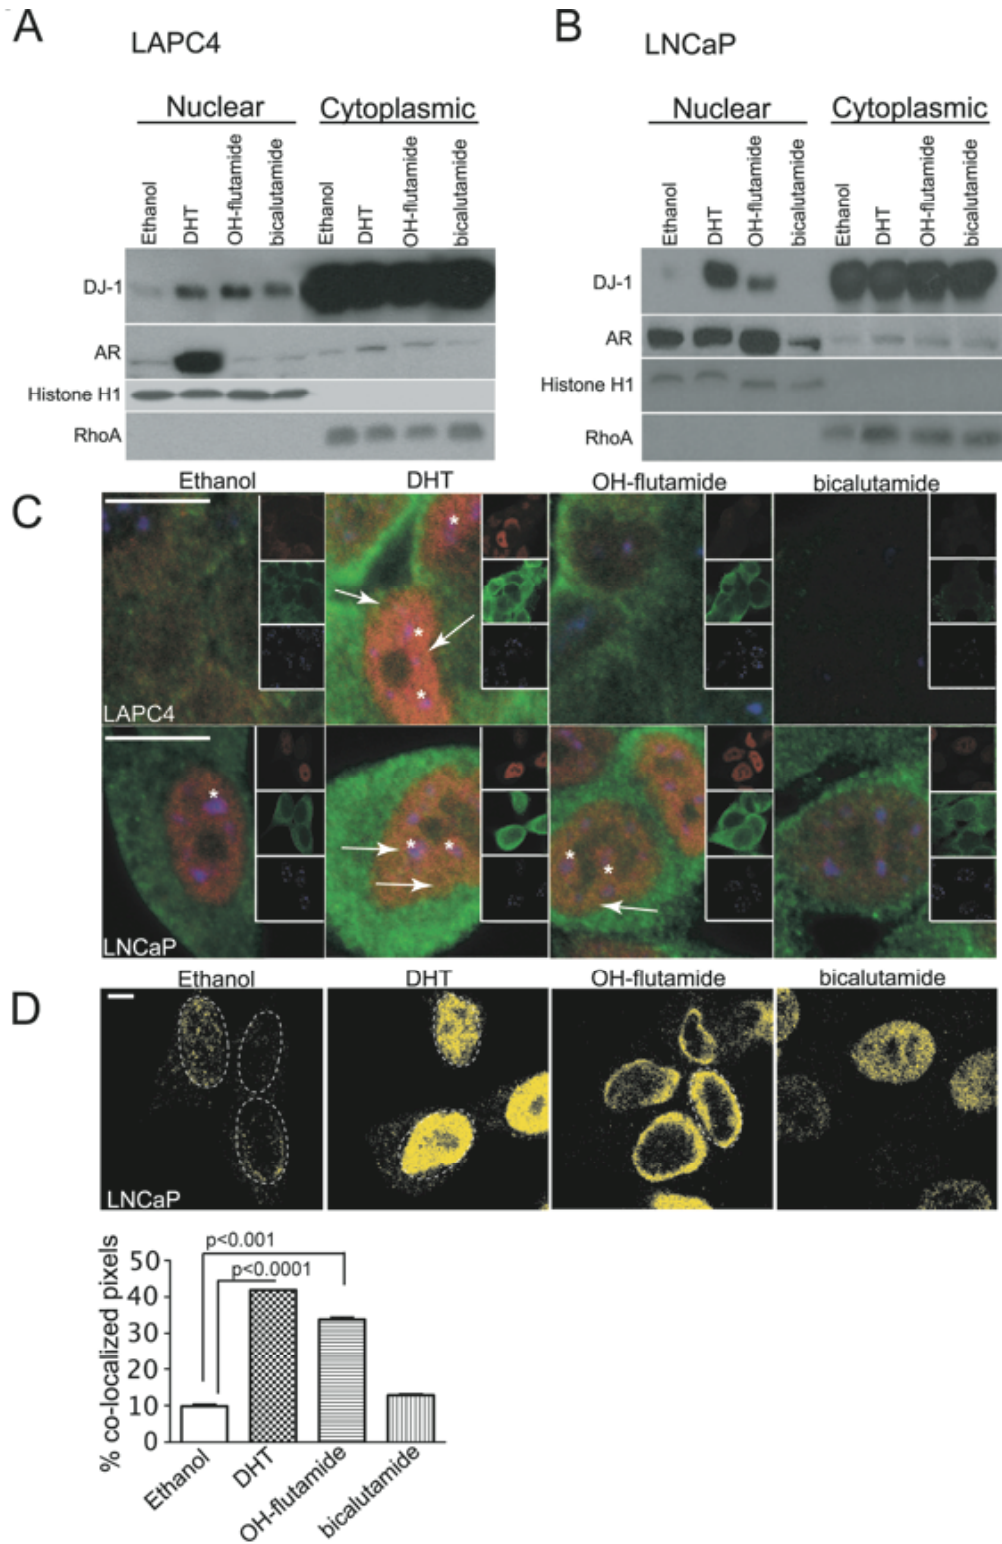 A
LAPC4
Nuclear
Cytoplasmic
Ethanol
DHT
OH-flutamide
bicalutamide
Ethanol
DHT
OH-flutamide
bicalutamide
DJ-1
AR
Histone H1
RhoA
B
LNCaP
Nuclear
Cytoplasmic
Ethanol
DHT
OH-flutamide
bicalutamide
Ethanol
DHT
OH-flutamide
bicalutamide
DJ-1
AR
Histone H1
RhoA
C
Ethanol
DHT
OH-flutamide
bicalutamide
*
*
*
*
LAPC4
*
*
*
*
*
LNCaP
D
Ethanol
DHT
OH-flutamide
bicalutamide
LNCaP
% co-localized pixels
50
40
30
20
10
0
p<0.001
p<0.0001
Ethanol
DHT
OH-flutamide
bicalutamide